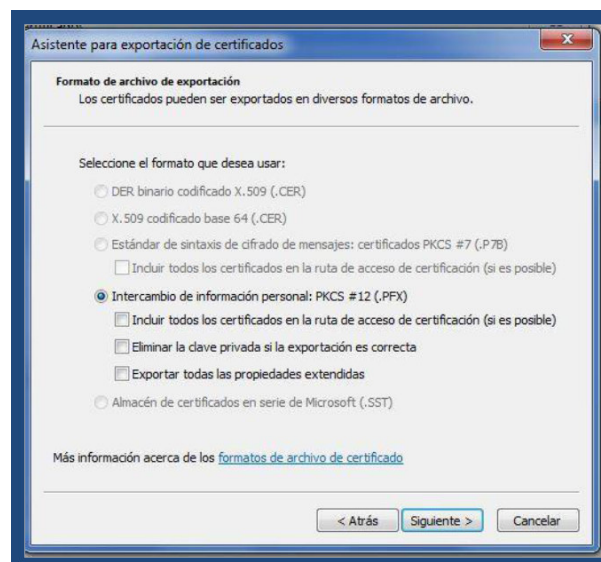 Asistente para exportación de certificados
Formato de archivo de exportación
Los certificados pueden ser exportados en diversos formatos de archivo.
Seleccione el formato que desea usar:
DER binario codificado X.509 (.CER)
X.509 codificado base 64 (.CER)
Estándar de sintaxis de cifrado de mensajes: certificados PKCS #7 (.P7B)
Incluir todos los certificados en la ruta de acceso de certificación (si es posible)
Intercambio de información personal: PKCS #12 (.PFX)
Incluir todos los certificados en la ruta de acceso de certificación (si es posible)
Eliminar la clave privada si la exportación es correcta
Exportar todas las propiedades extendidas
Almacén de certificados en serie de Microsoft (.SST)
Más información acerca de los formatos de archivo de certificado
< Atrás Siguiente > Cancelar